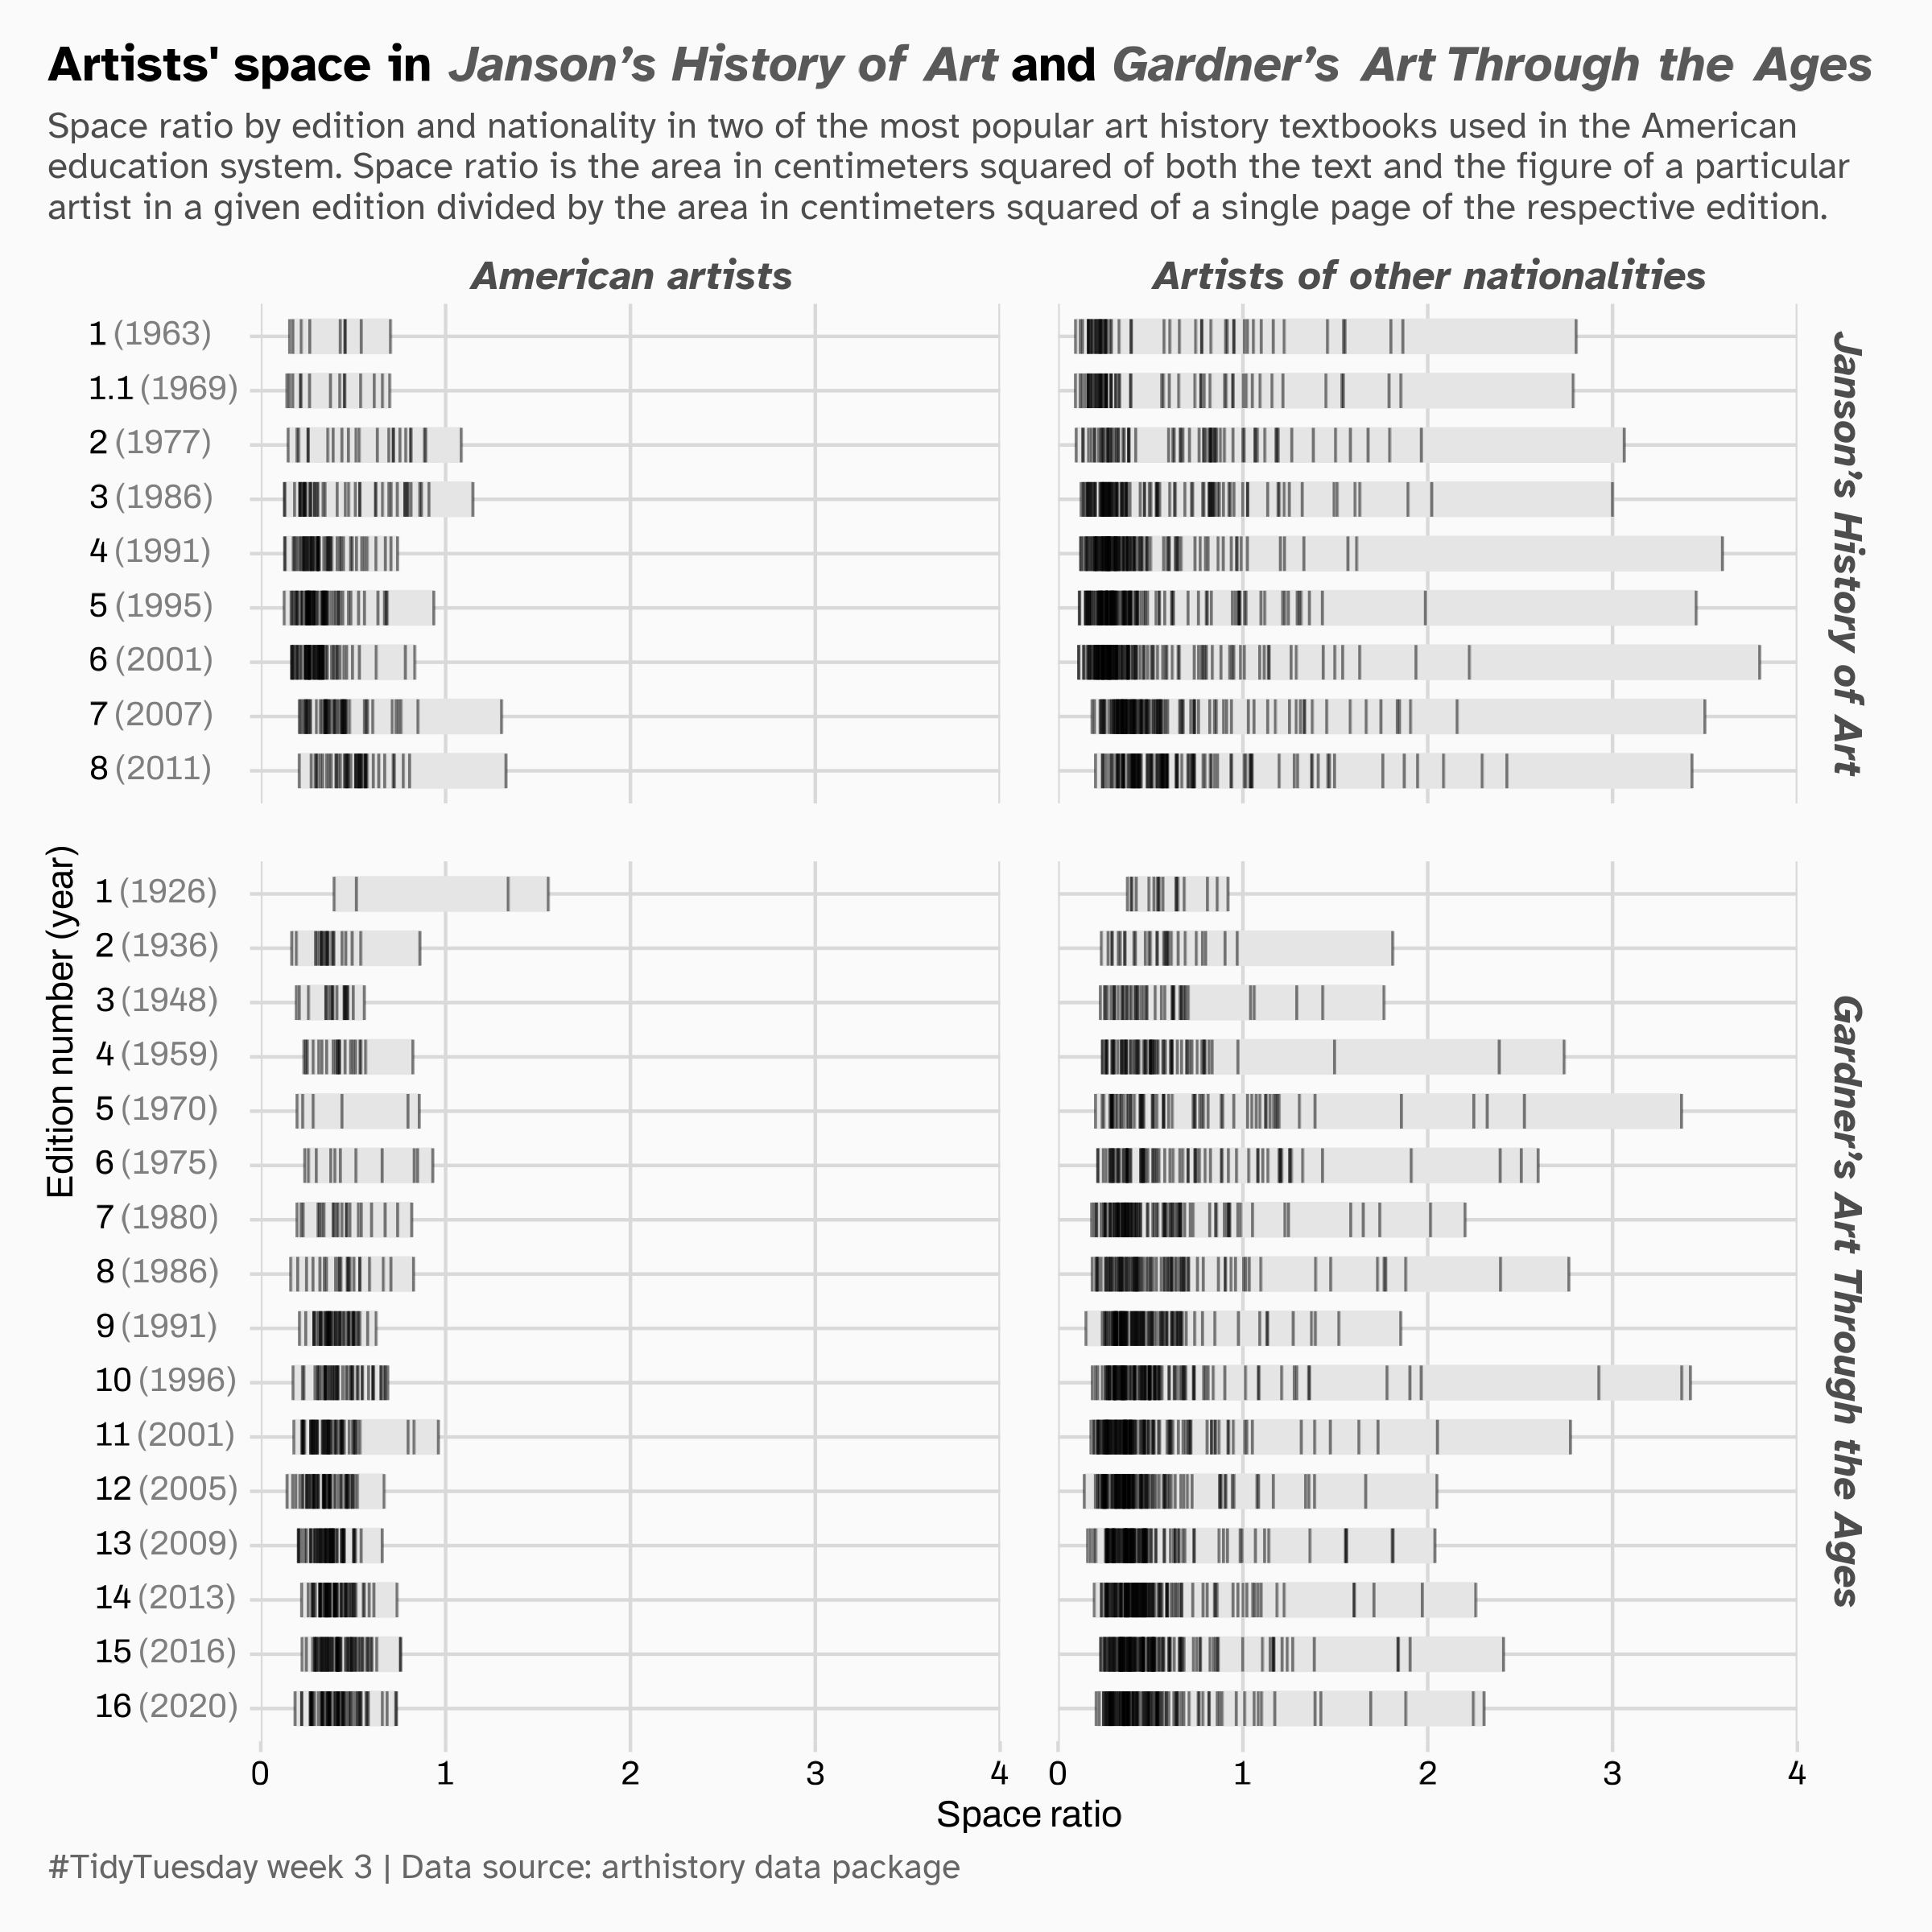 Artists' space in Janson’s History of Art and Gardner’s Art Through the Ages
Space ratio by edition and nationality in two of the most popular art history textbooks used in the American
education system. Space ratio is the area in centimeters squared of both the text and the figure of a particular
artist in a given edition divided by the area in centimeters squared of a single page of the respective edition.
American artists
Artists of other nationalities
1 (1963)
1.1 (1969)
2 (1977)
3 (1986)
4 (1991)
5 (1995)
6 (2001)
7 (2007)
8 (2011)
Janson’s History of Art
Edition number (year)
1 (1926)
2 (1936)
3 (1948)
4 (1959)
5 (1970)
6 (1975)
7 (1980)
8 (1986)
9 (1991)
10 (1996)
11 (2001)
12 (2005)
13 (2009)
14 (2013)
15 (2016)
16 (2020)
Gardner’s Art Through the Ages
0 1 2 3 4
0 1 2 3 4
Space ratio
#TidyTuesday week 3 | Data source: arthistory data package